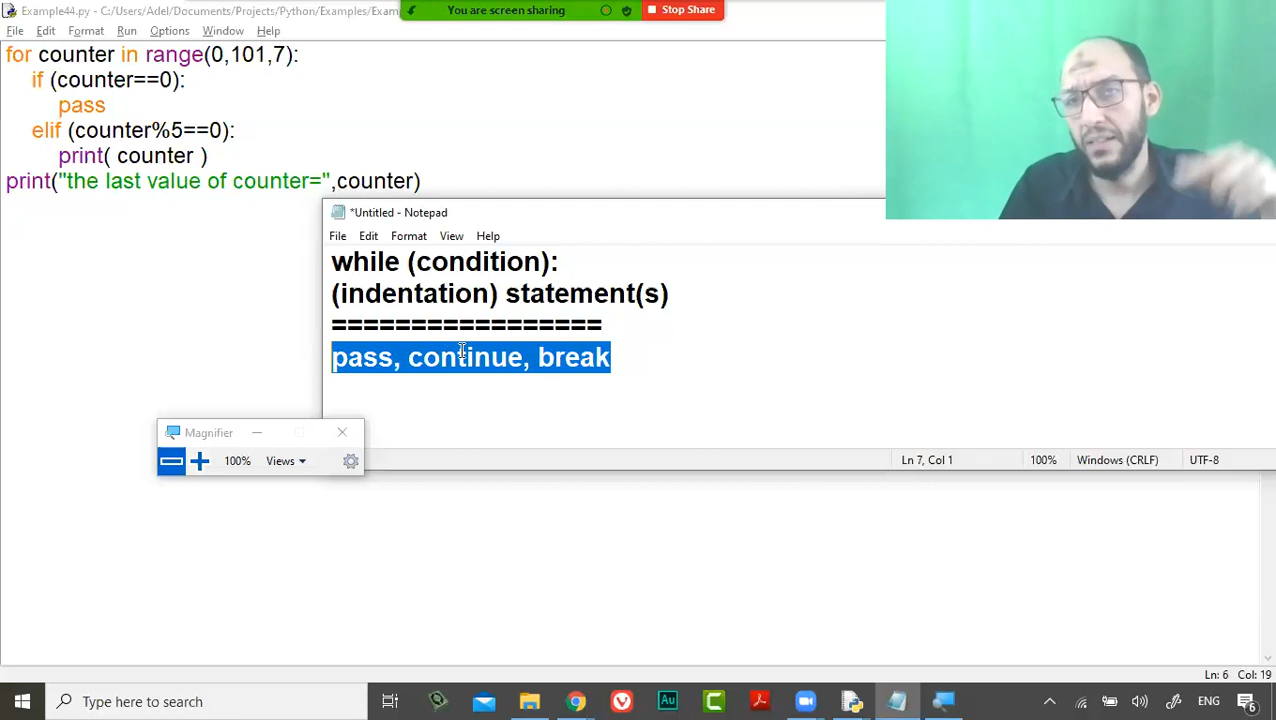 Example44.py - C:/Users/Adel/Documents/Projects/Python/Examples/Exam
You are screen sharing
Stop Share
File Edit Format Run Options Window Help
for counter in range(0,101,7):
if (counter==0):
pass
elif (counter%5==0):
print( counter )
print("the last value of counter=",counter)
*Untitled - Notepad
File Edit Format View Help
while (condition):
(indentation) statement(s)
=================
pass, continue, break
Magnifier
100% Views
Ln 7, Col 1 100% Windows (CRLF) UTF-8
Ln: 6 Col: 19
Type here to search
Au
ENG
6